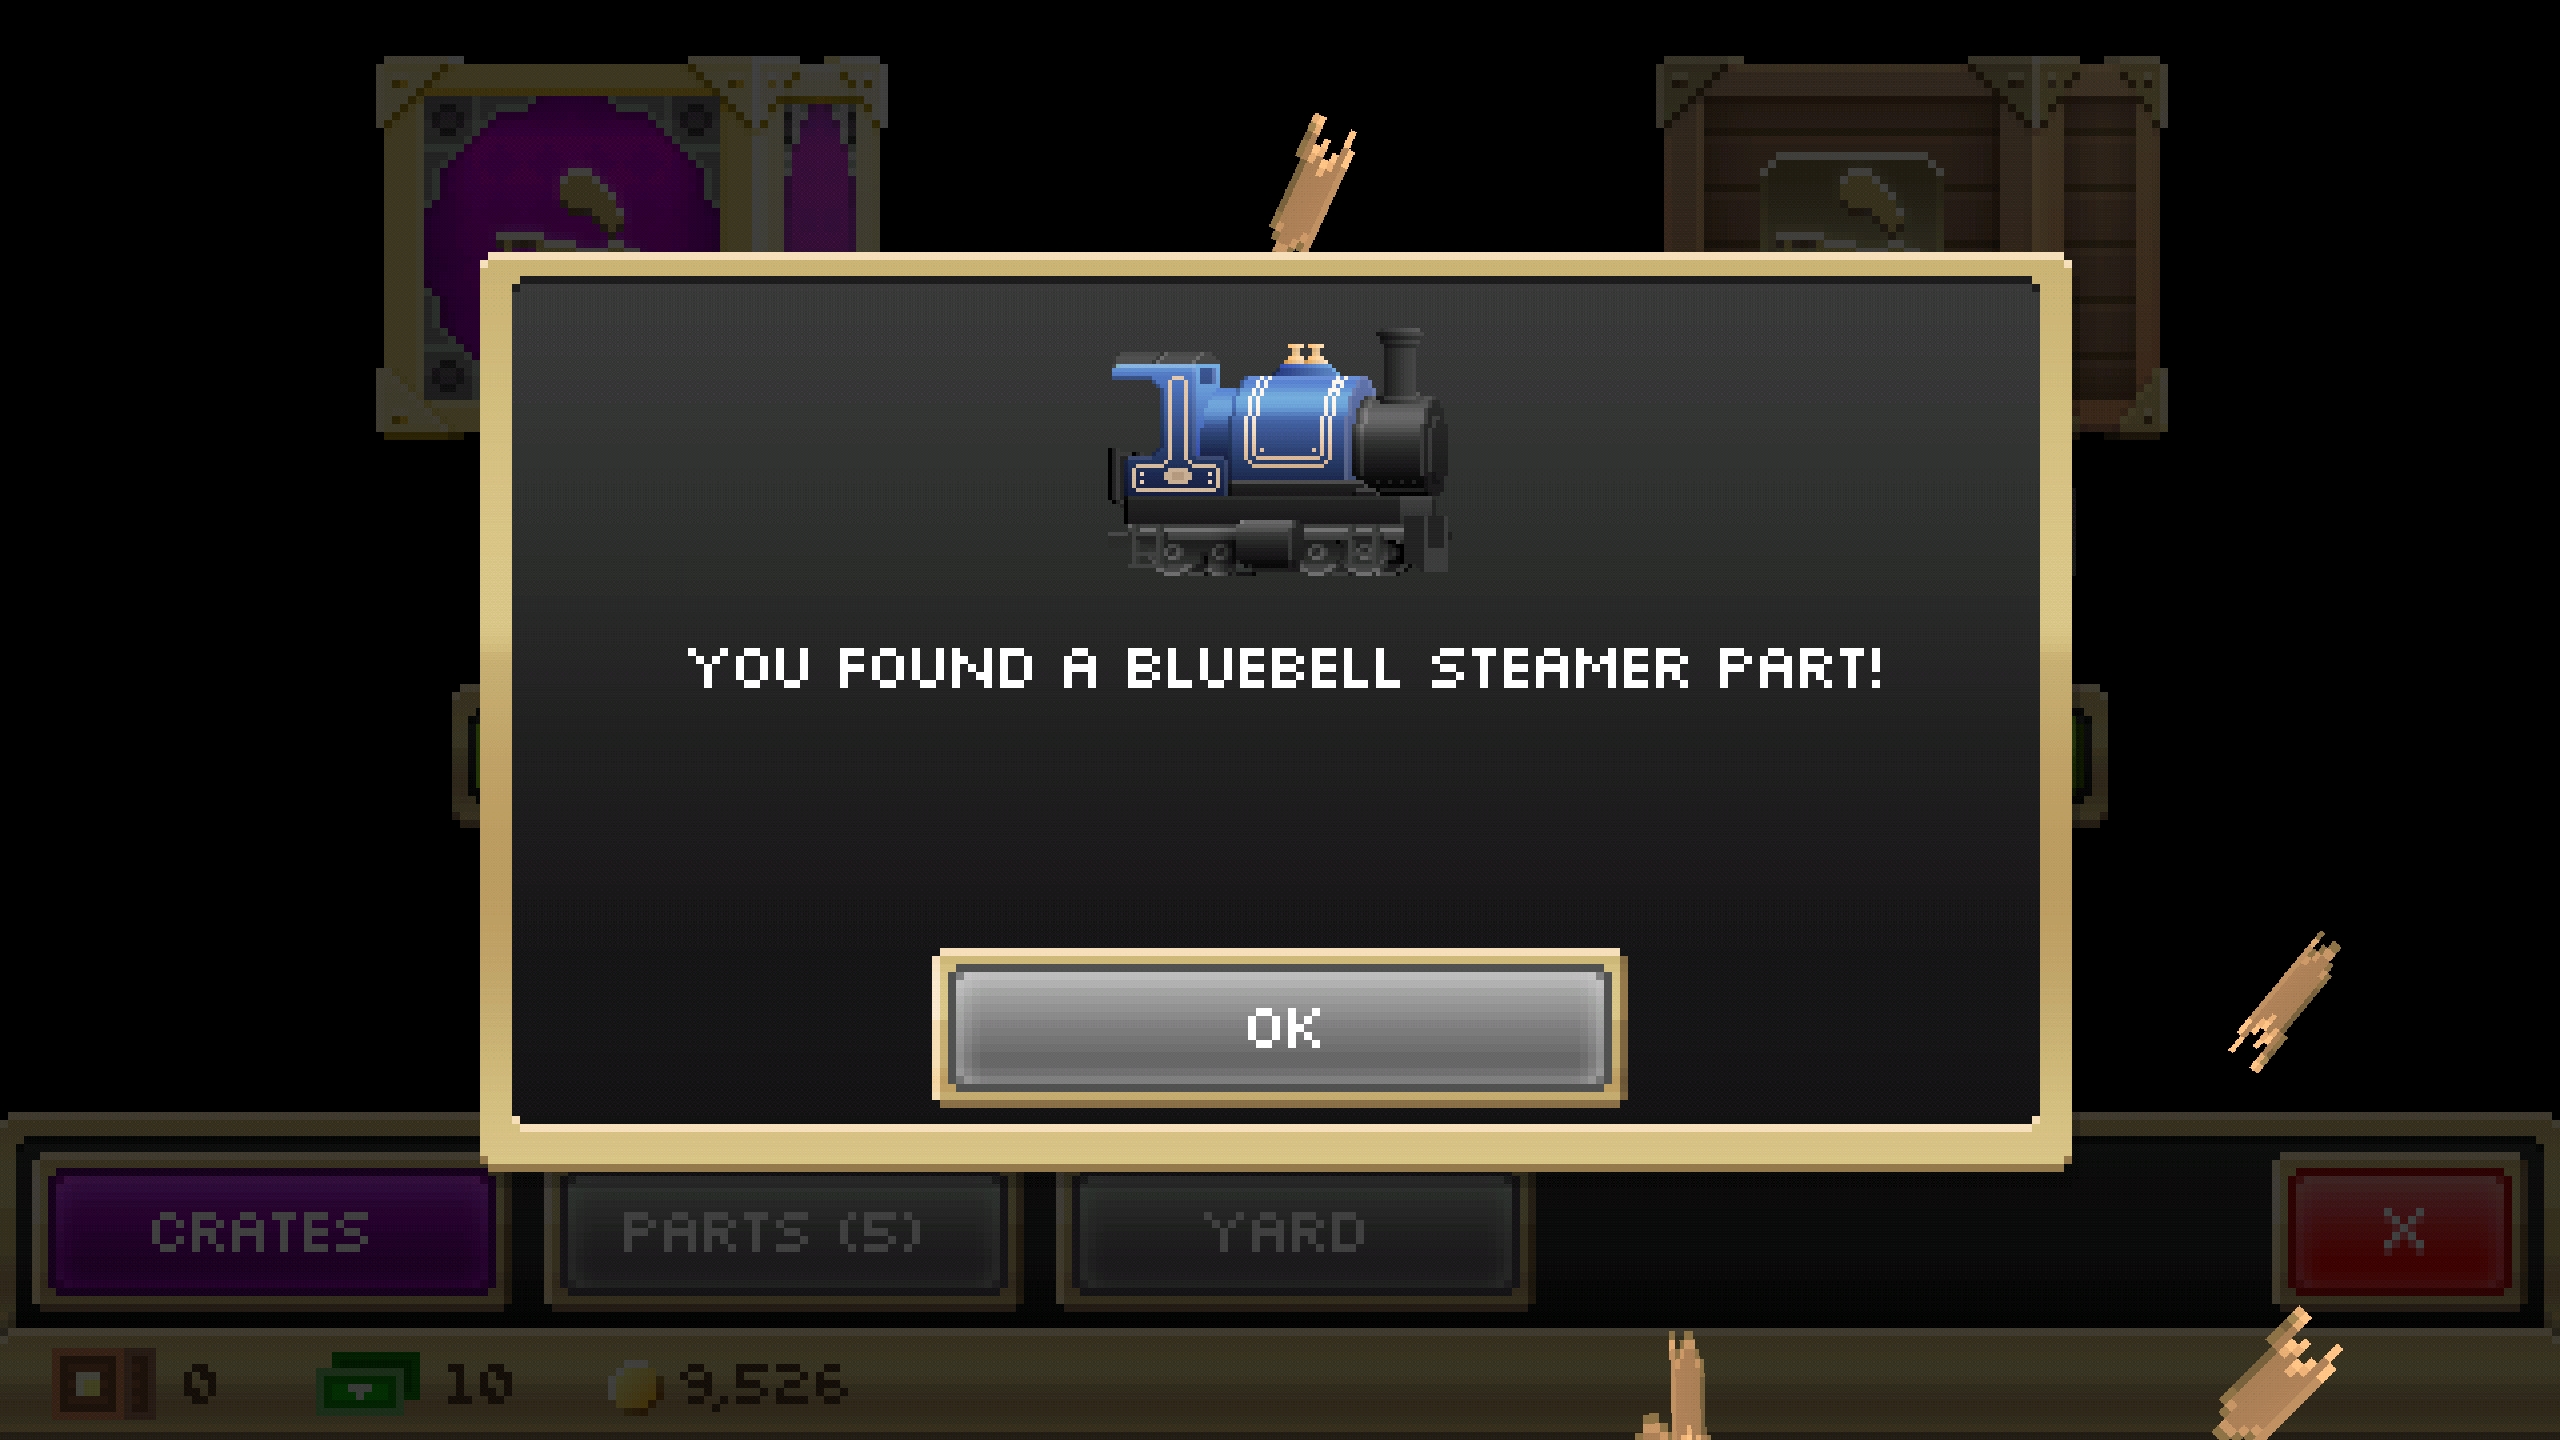 YOU FOUND A BLUEBELL STEAMER PART!
OK
CRATES
PARTS (5)
YARD
X
0
10
9,526